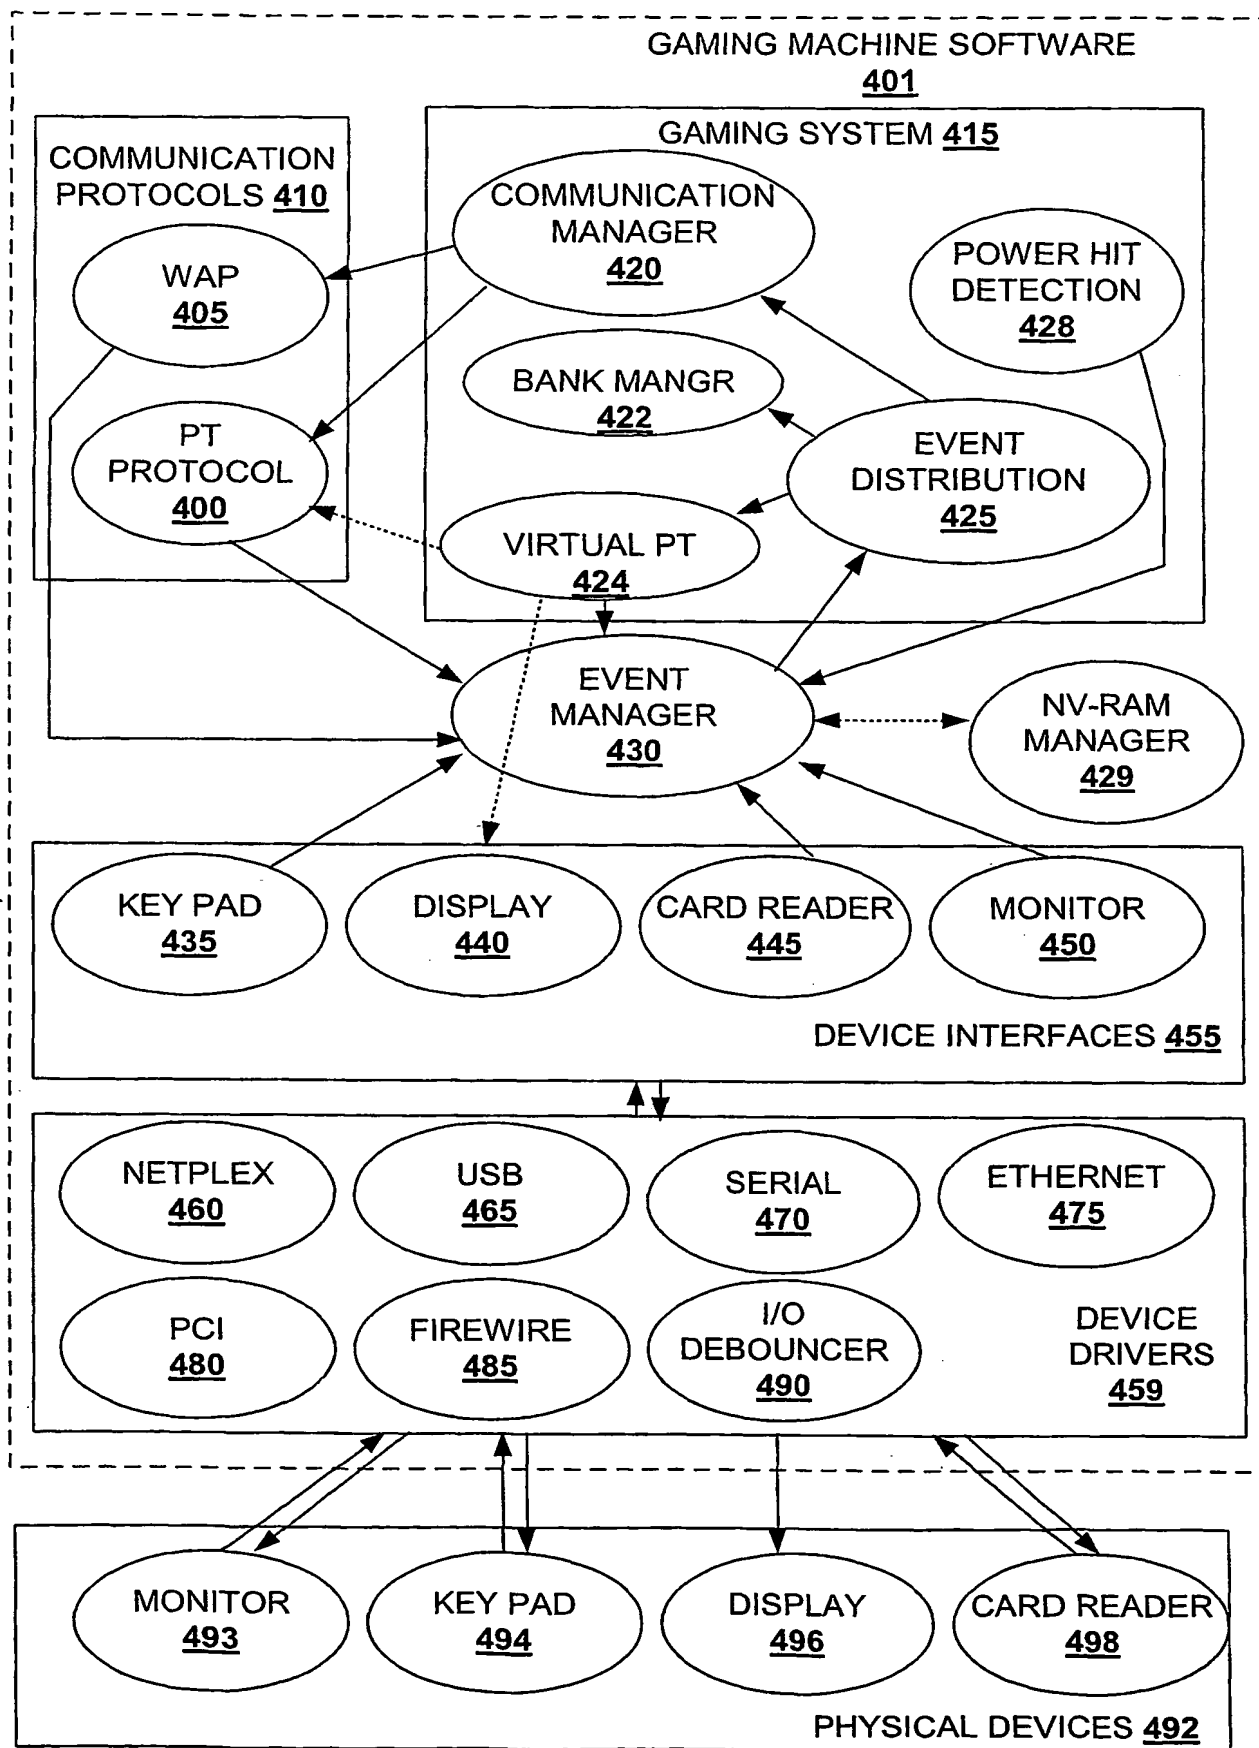 GAMING MACHINE SOFTWARE
401
COMMUNICATION
PROTOCOLS 410
WAP
405
PT
PROTOCOL
400
GAMING SYSTEM 415
COMMUNICATION
MANAGER
420
POWER HIT
DETECTION
428
BANK MANGR
422
EVENT
DISTRIBUTION
425
VIRTUAL PT
424
EVENT
MANAGER
430
NV-RAM
MANAGER
429
KEY PAD
435
DISPLAY
440
CARD READER
445
MONITOR
450
DEVICE INTERFACES 455
NETPLEX
460
USB
465
SERIAL
470
ETHERNET
475
PCI
480
FIREWIRE
485
I/O
DEBOUNCER
490
DEVICE
DRIVERS
459
MONITOR
493
KEY PAD
494
DISPLAY
496
CARD READER
498
PHYSICAL DEVICES 492